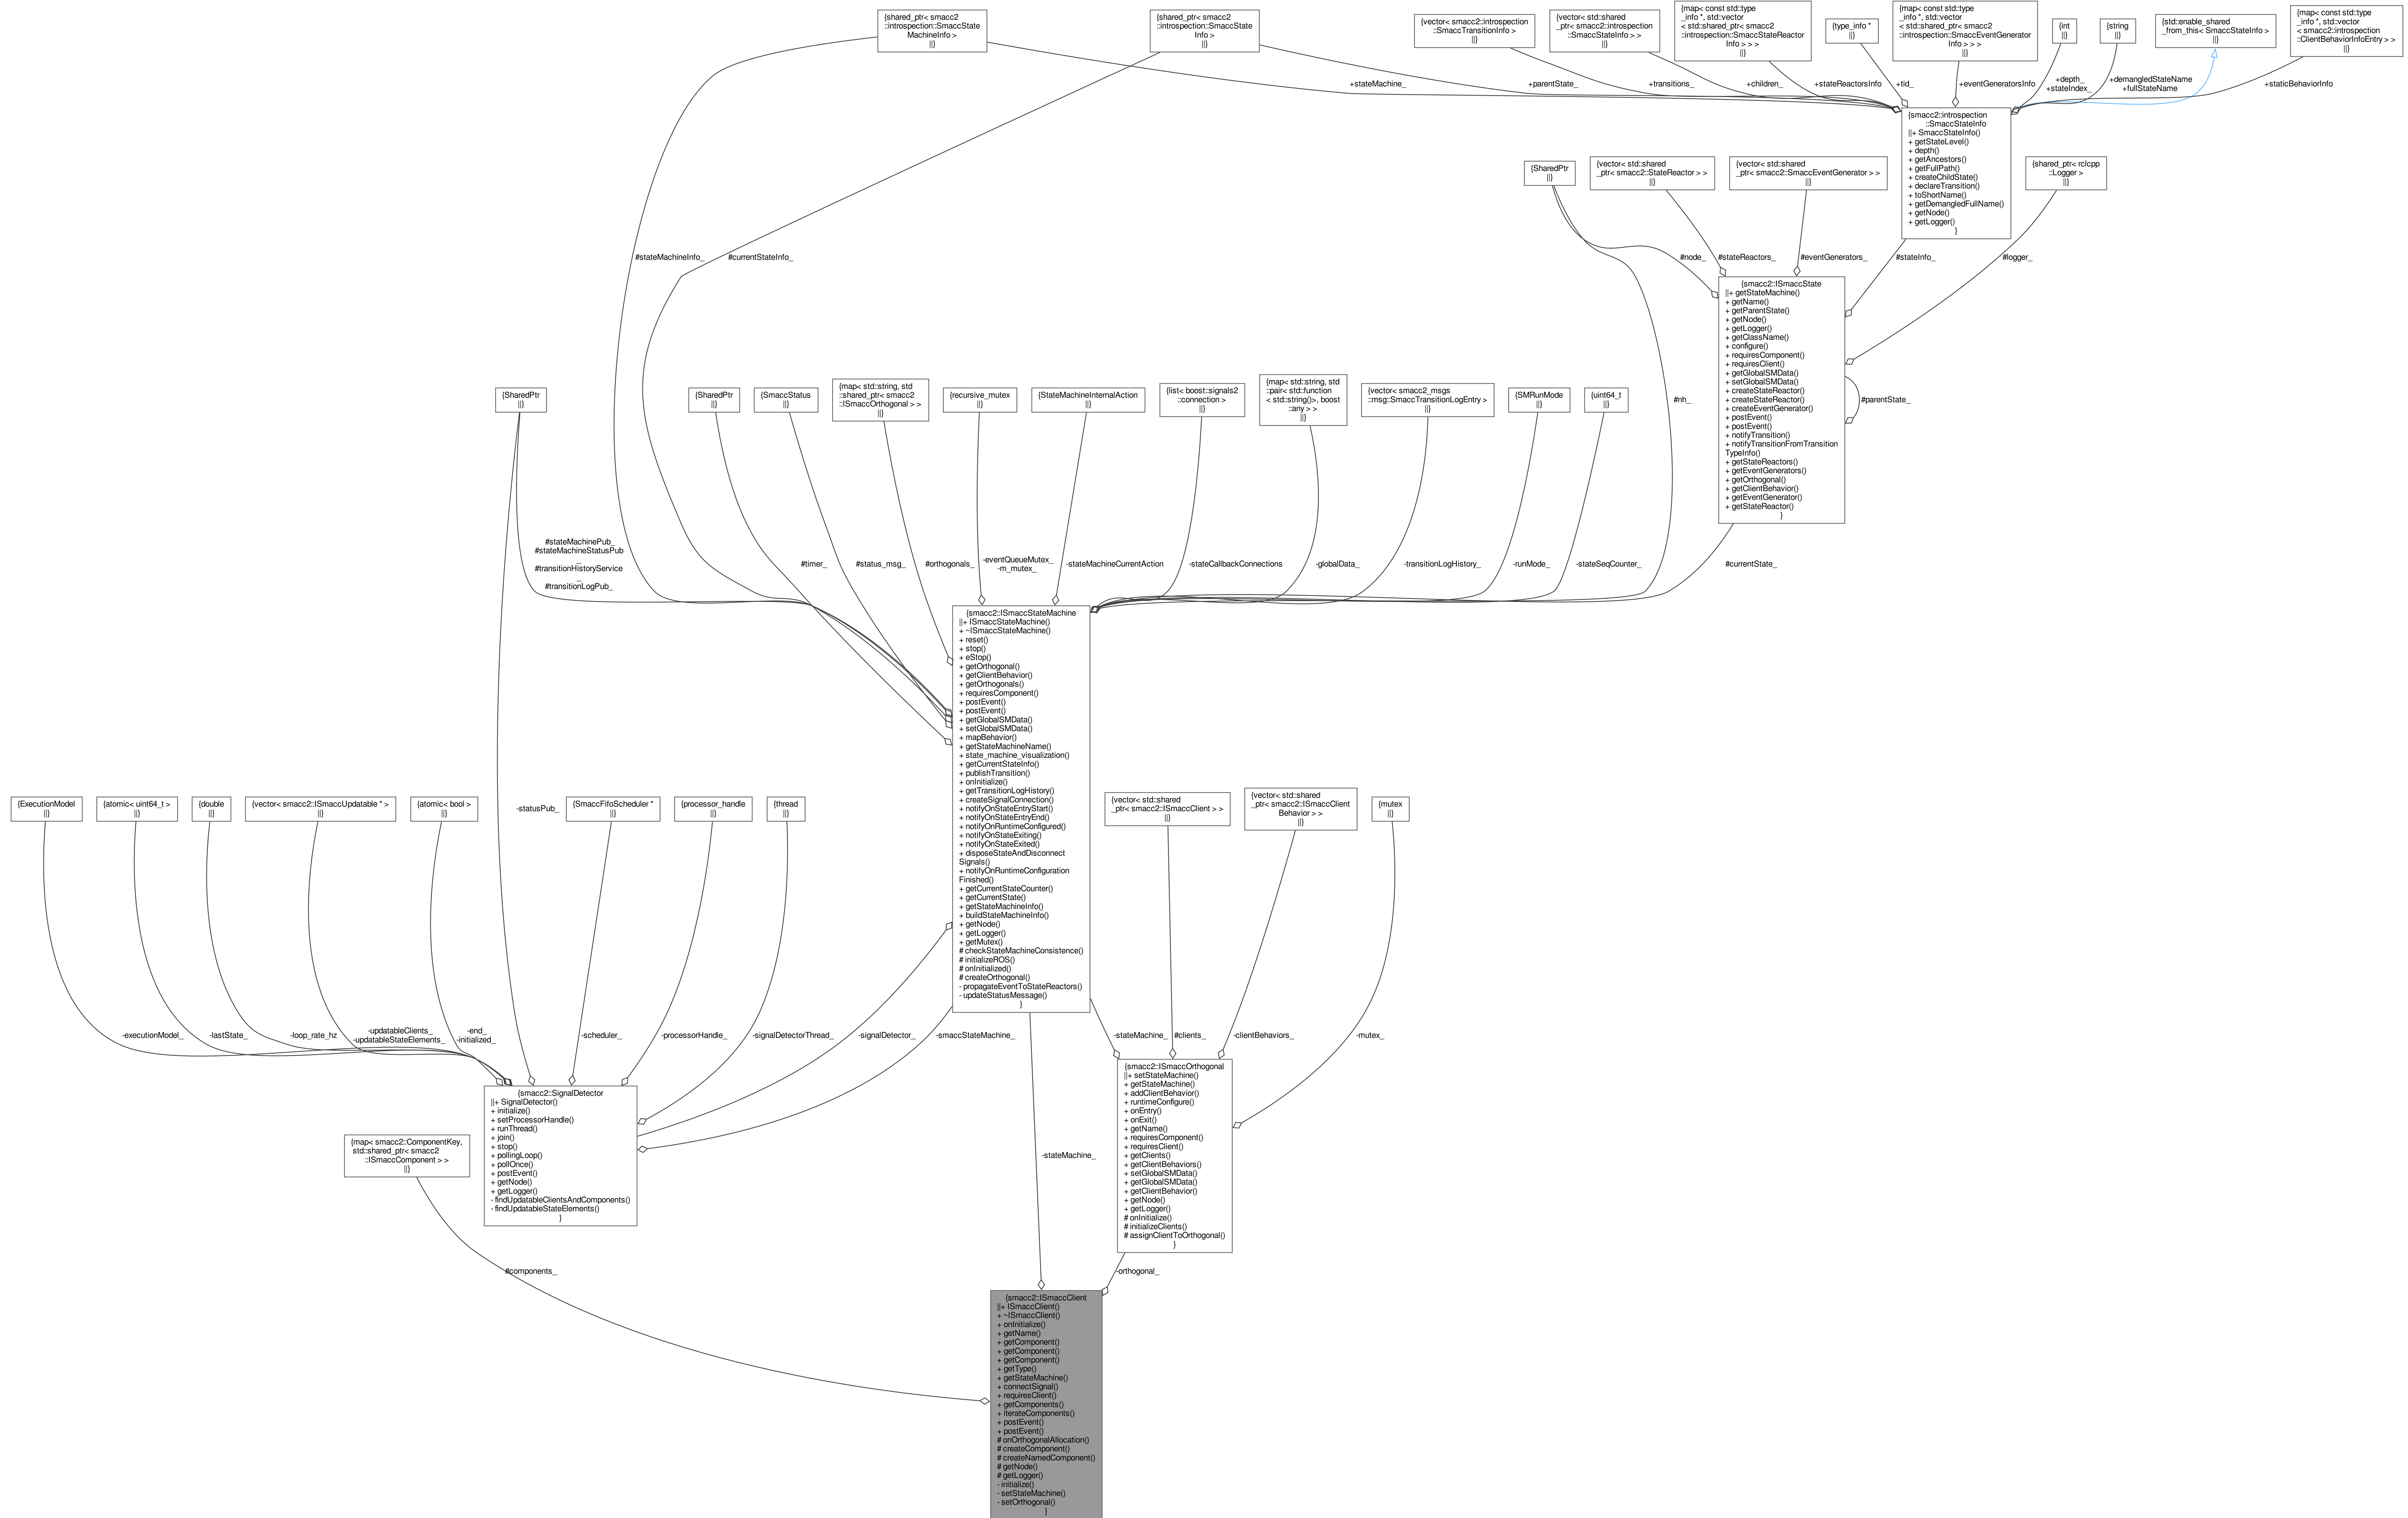 {shared_ptr< smacc2
::introspection::SmaccState
MachineInfo >
||}
{shared_ptr< smacc2
::introspection::SmaccState
Info >
||}
{vector< smacc2::introspection
::SmaccTransitionInfo >
||}
{vector< std::shared
_ptr< smacc2::introspection
::SmaccStateInfo > >
||}
{map< const std::type
_info *, std::vector
< std::shared_ptr< smacc2
::introspection::SmaccStateReactor
Info > > >
||}
{type_info *
||}
{map< const std::type
_info *, std::vector
< std::shared_ptr< smacc2
::introspection::SmaccEventGenerator
Info > > >
||}
{int
||}
{string
||}
{std::enable_shared
_from_this< SmaccStateInfo >
||}
{map< const std::type
_info *, std::vector
< smacc2::introspection
::ClientBehaviorInfoEntry > >
||}
+stateMachine_
+parentState_
+transitions_
+children_
+stateReactorsInfo
+tid_
+eventGeneratorsInfo
+depth_
+stateIndex_
+demangledStateName
+fullStateName
+staticBehaviorInfo
{smacc2::introspection
::SmaccStateInfo
||+ SmaccStateInfo()
+ getStateLevel()
+ depth()
+ getAncestors()
+ getFullPath()
+ createChildState()
+ declareTransition()
+ toShortName()
+ getDemangledFullName()
+ getNode()
+ getLogger()
}
{SharedPtr
||}
{vector< std::shared
_ptr< smacc2::StateReactor > >
||}
{vector< std::shared
_ptr< smacc2::SmaccEventGenerator > >
||}
{shared_ptr< rclcpp
::Logger >
||}
#stateMachineInfo_
#currentStateInfo_
#node_
#stateReactors_
#eventGenerators_
#stateInfo_
#logger_
{smacc2::ISmaccState
||+ getStateMachine()
+ getName()
+ getParentState()
+ getNode()
+ getLogger()
+ getClassName()
+ configure()
+ requiresComponent()
+ requiresClient()
+ getGlobalSMData()
+ setGlobalSMData()
+ createStateReactor()
+ createStateReactor()
+ createEventGenerator()
+ postEvent()
+ postEvent()
+ notifyTransition()
+ notifyTransitionFromTransition
TypeInfo()
+ getStateReactors()
+ getEventGenerators()
+ getOrthogonal()
+ getClientBehavior()
+ getEventGenerator()
+ getStateReactor()
}
#parentState_
#nh_
{SharedPtr
||}
{SharedPtr
||}
{SmaccStatus
||}
{map< std::string, std
::shared_ptr< smacc2
::ISmaccOrthogonal > >
||}
{recursive_mutex
||}
{StateMachineInternalAction
||}
{list< boost::signals2
::connection >
||}
{map< std::string, std
::pair< std::function
< std::string()>, boost
::any > >
||}
{vector< smacc2_msgs
::msg::SmaccTransitionLogEntry >
||}
{SMRunMode
||}
{uint64_t
||}
#stateMachinePub_
#stateMachineStatusPub
_
#transitionHistoryService
_
#transitionLogPub_
#timer_
#status_msg_
#orthogonals_
-eventQueueMutex_
-m_mutex_
-stateMachineCurrentAction
-stateCallbackConnections
-globalData_
-transitionLogHistory_
-runMode_
-stateSeqCounter_
#currentState_
{smacc2::ISmaccStateMachine
||+ ISmaccStateMachine()
+ ~ISmaccStateMachine()
+ reset()
+ stop()
+ eStop()
+ getOrthogonal()
+ getClientBehavior()
+ getOrthogonals()
+ requiresComponent()
+ postEvent()
+ postEvent()
+ getGlobalSMData()
+ setGlobalSMData()
+ mapBehavior()
+ getStateMachineName()
+ state_machine_visualization()
+ getCurrentStateInfo()
+ publishTransition()
+ onInitialize()
+ getTransitionLogHistory()
+ createSignalConnection()
+ notifyOnStateEntryStart()
+ notifyOnStateEntryEnd()
+ notifyOnRuntimeConfigured()
+ notifyOnStateExiting()
+ notifyOnStateExited()
+ disposeStateAndDisconnect
Signals()
+ notifyOnRuntimeConfiguration
Finished()
+ getCurrentStateCounter()
+ getCurrentState()
+ getStateMachineInfo()
+ buildStateMachineInfo()
+ getNode()
+ getLogger()
+ getMutex()
# checkStateMachineConsistence()
# initializeROS()
# onInitialized()
# createOrthogonal()
- propagateEventToStateReactors()
- updateStatusMessage()
}
{ExecutionModel
||}
{atomic< uint64_t >
||}
{double
||}
{vector< smacc2::ISmaccUpdatable * >
||}
{atomic< bool >
||}
-statusPub_
{SmaccFifoScheduler *
||}
{processor_handle
||}
{thread
||}
{vector< std::shared
_ptr< smacc2::ISmaccClient > >
||}
{vector< std::shared
_ptr< smacc2::ISmaccClient
Behavior > >
||}
{mutex
||}
-executionModel_
-lastState_
-loop_rate_hz
-updatableClients_
-updatableStateElements_
-end_
-initialized_
-scheduler_
-processorHandle_
-signalDetectorThread_
-signalDetector_
-smaccStateMachine_
-stateMachine_
#clients_
-clientBehaviors_
-mutex_
{smacc2::SignalDetector
||+ SignalDetector()
+ initialize()
+ setProcessorHandle()
+ runThread()
+ join()
+ stop()
+ pollingLoop()
+ pollOnce()
+ postEvent()
+ getNode()
+ getLogger()
- findUpdatableClientsAndComponents()
- findUpdatableStateElements()
}
{smacc2::ISmaccOrthogonal
||+ setStateMachine()
+ getStateMachine()
+ addClientBehavior()
+ runtimeConfigure()
+ onEntry()
+ onExit()
+ getName()
+ requiresComponent()
+ requiresClient()
+ getClients()
+ getClientBehaviors()
+ setGlobalSMData()
+ getGlobalSMData()
+ getClientBehavior()
+ getNode()
+ getLogger()
# onInitialize()
# initializeClients()
# assignClientToOrthogonal()
}
{map< smacc2::ComponentKey,
std::shared_ptr< smacc2
::ISmaccComponent > >
||}
-stateMachine_
#components_
-orthogonal_
{smacc2::ISmaccClient
||+ ISmaccClient()
+ ~ISmaccClient()
+ onInitialize()
+ getName()
+ getComponent()
+ getComponent()
+ getComponent()
+ getType()
+ getStateMachine()
+ connectSignal()
+ requiresClient()
+ getComponents()
+ iterateComponents()
+ postEvent()
+ postEvent()
# onOrthogonalAllocation()
# createComponent()
# createNamedComponent()
# getNode()
# getLogger()
- initialize()
- setStateMachine()
- setOrthogonal()
}